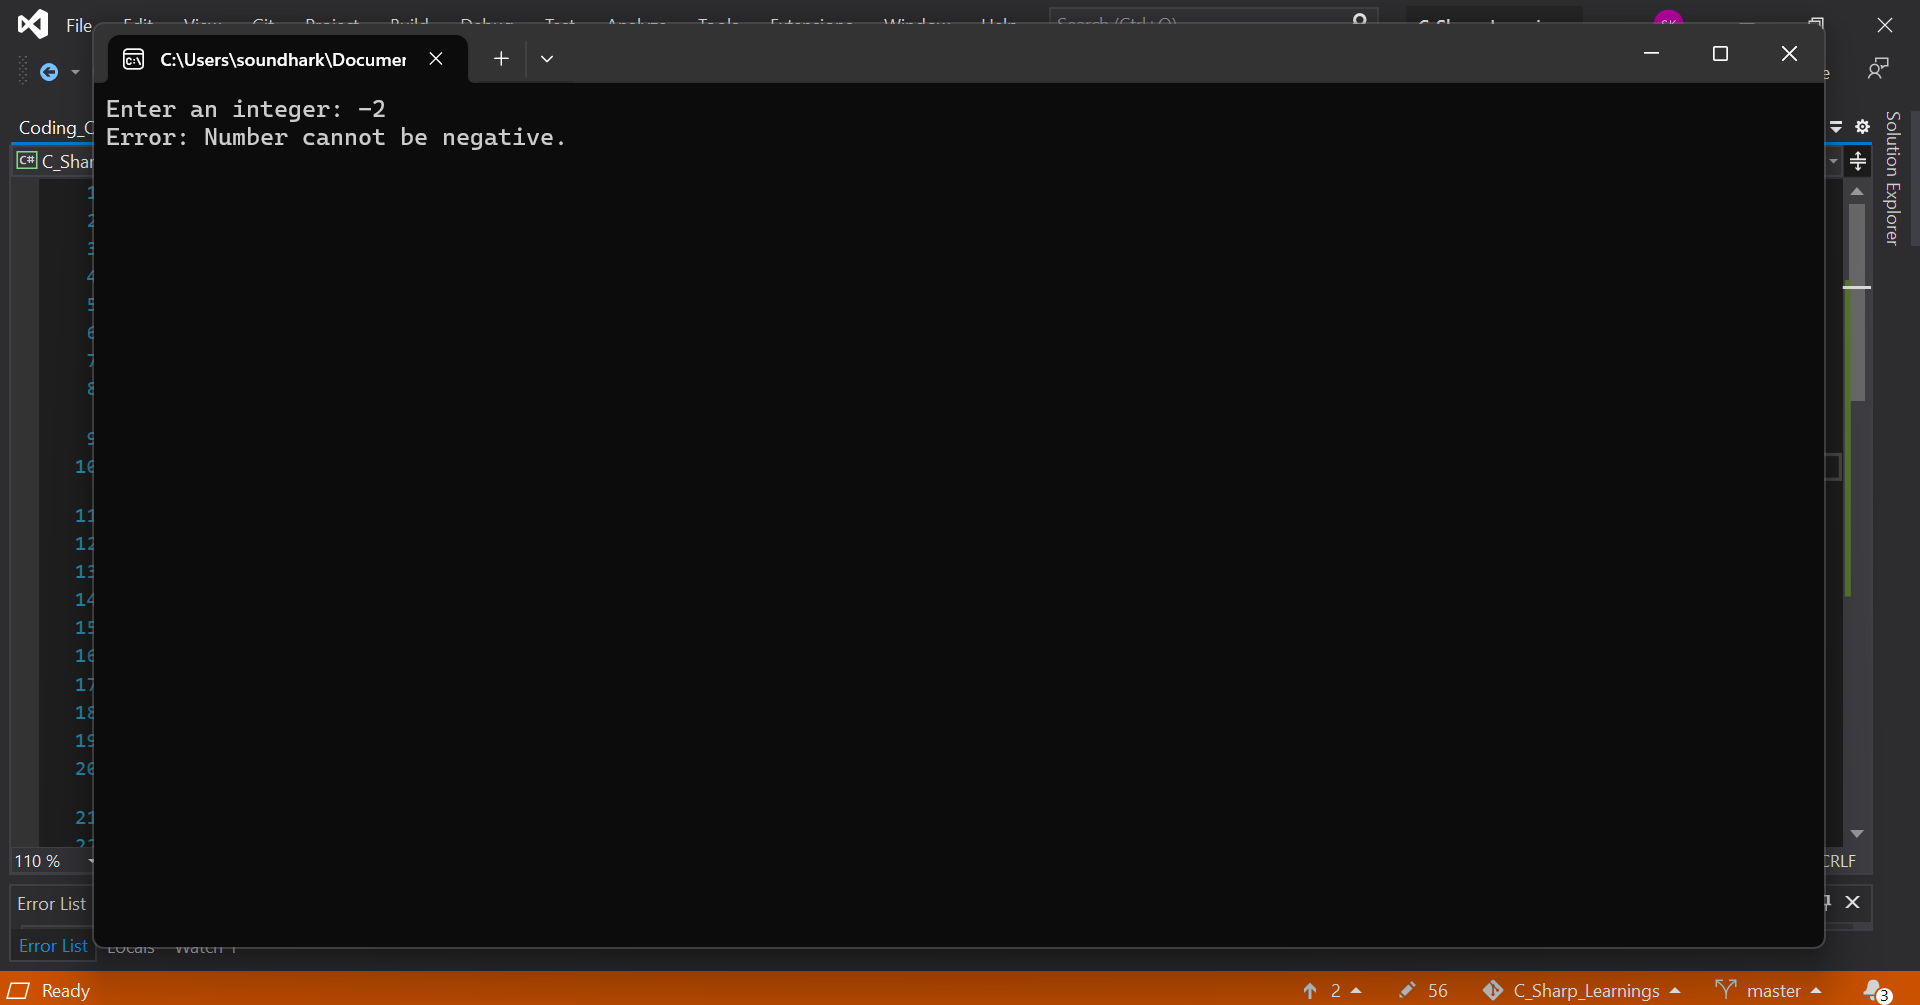 File
C:\Users\soundhark\Documer
Enter an integer: -2
Error: Number cannot be negative.
Coding_C
C# C_Shar
1
2
3
4
5
6
7
8
9
10
11
12
13
14
15
16
17
18
19
20
21
22
Solution Explorer
110 %
CRLF
Error List
Error List
Ready
2
56
C_Sharp_Learnings
master
3